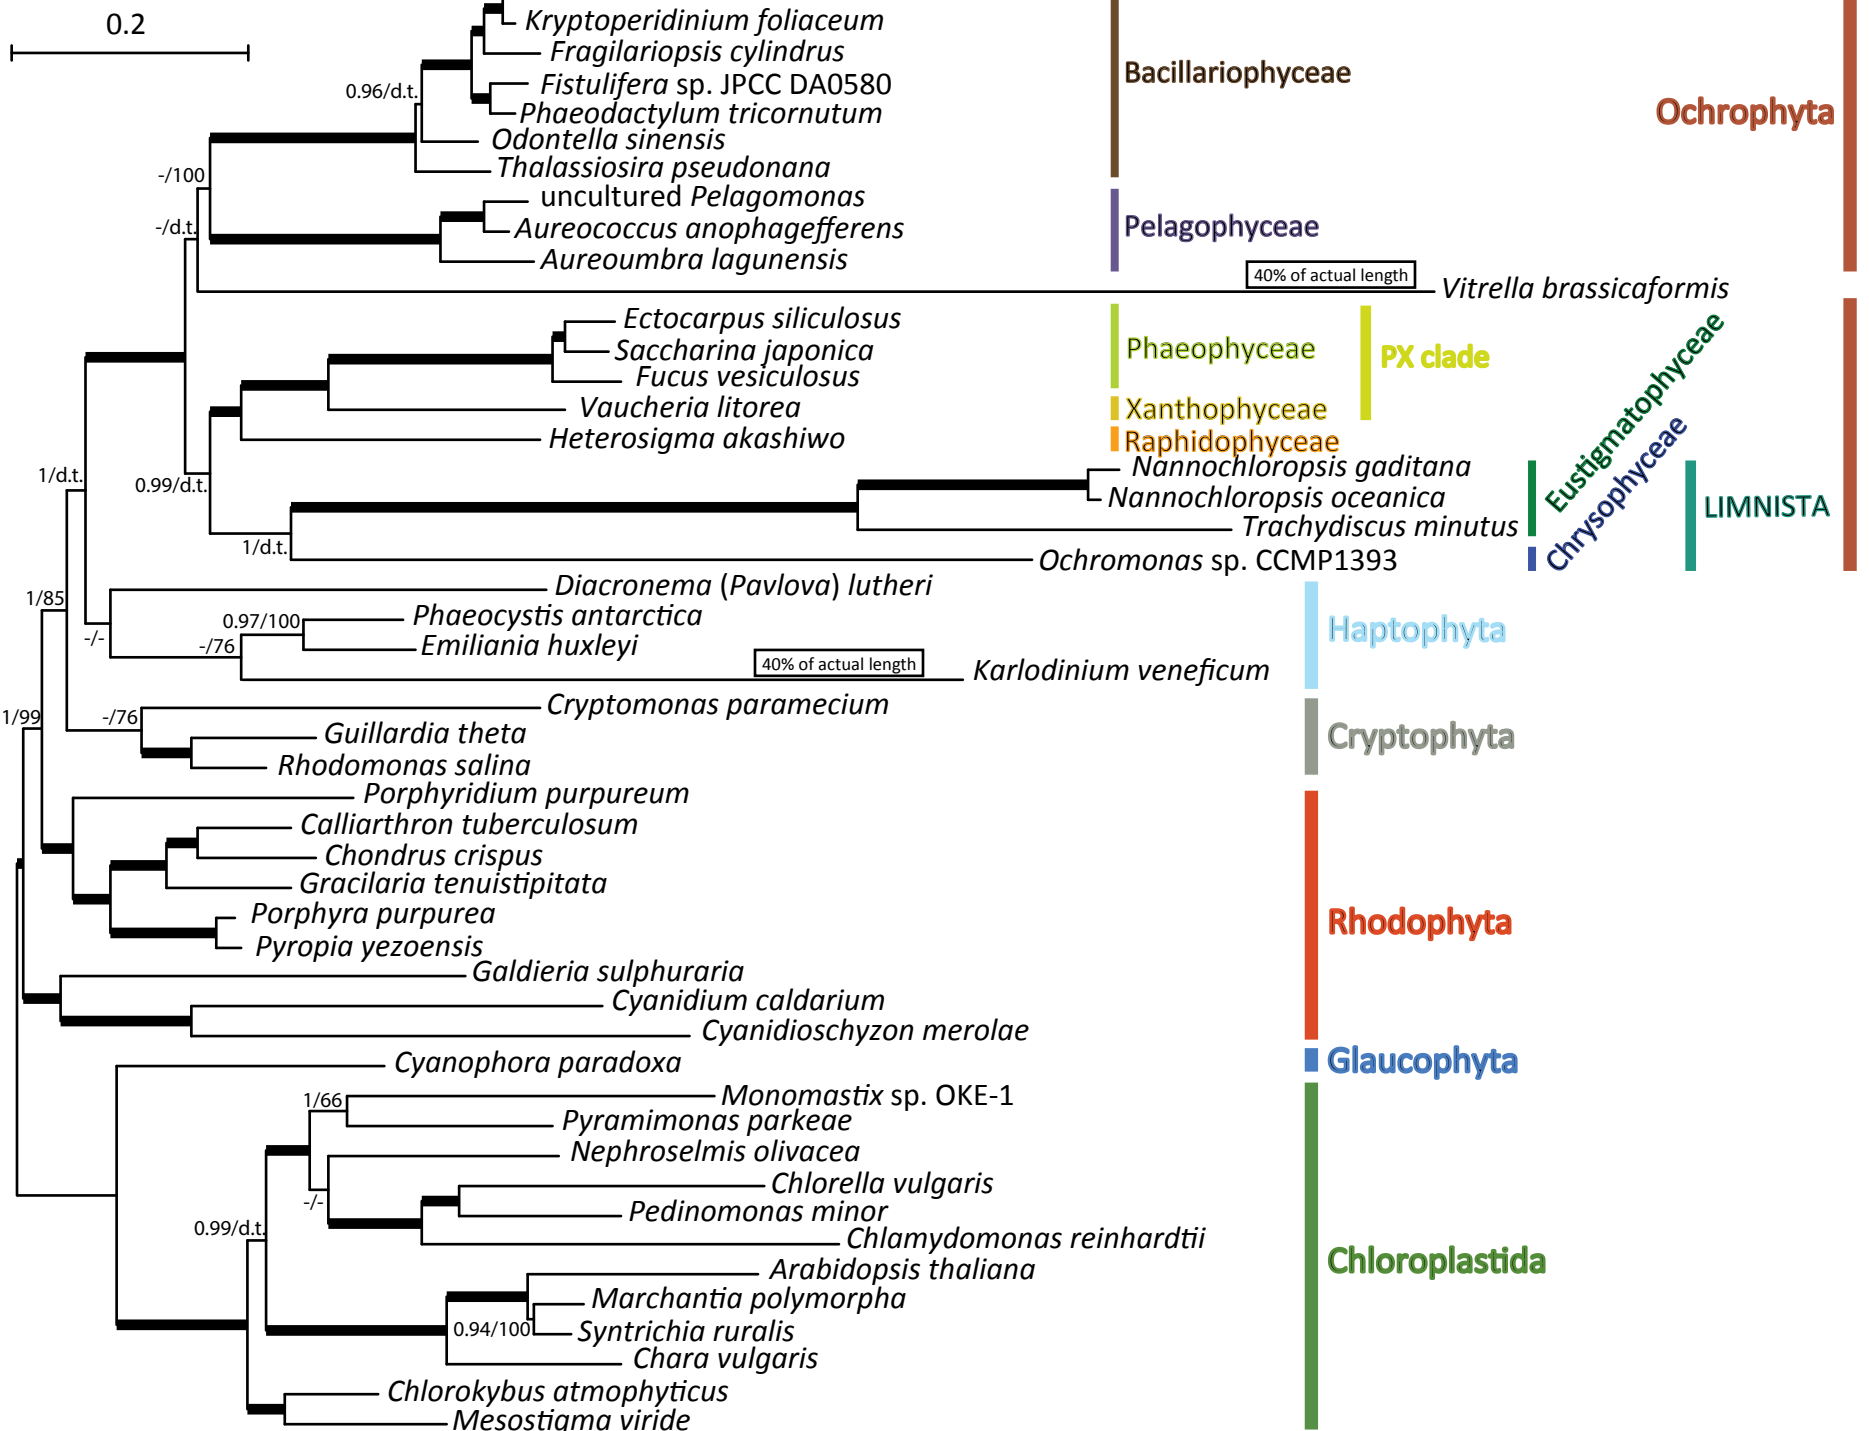 0.2
Kryptoperidinium foliaceum
Fragilariopsis cylindrus
Bacillariophyceae
Fistulifera sp. JPCC DA0580
0.96/d.t.
Phaeodactylum tricornutum
Ochrophyta
Odontella sinensis
Thalassiosira pseudonana
-/100
uncultured Pelagomonas
-/d.t.
Aureococcus anophagefferens
Pelagophyceae
Aureoumbra lagunensis
40% of actual length
Vitrella brassicaformis
Ectocarpus siliculosus
Saccharina japonica
Phaeophyceae
PX clade
Fucus vesiculosus
Vaucheria litorea
Xanthophyceae
Heterosigma akashiwo
Raphidophyceae
Eustigmatophyceae
Nannochloropsis gaditana
1/d.t.
0.99/d.t.
Nannochloropsis oceanica
Chrysophyceae
LIMNISTA
Trachydiscus minutus
1/d.t.
Ochromonas sp. CCMP1393
Diacronema (Pavlova) lutheri
1/85
0.97/100
Phaeocystis antarctica
Haptophyta
-/-
-/76
Emiliania huxleyi
40% of actual length
Karlodinium veneficum
Cryptomonas paramecium
1/99
-/76
Guillardia theta
Cryptophyta
Rhodomonas salina
Porphyridium purpureum
Calliarthron tuberculosum
Chondrus crispus
Gracilaria tenuistipitata
Porphyra purpurea
Rhodophyta
Pyropia yezoensis
Galdieria sulphuraria
Cyanidium caldarium
Cyanidioschyzon merolae
Cyanophora paradoxa
Glaucophyta
1/66
Monomastix sp. OKE-1
Pyramimonas parkeae
Nephroselmis olivacea
Chlorella vulgaris
-/-
Pedinomonas minor
0.99/d.t.
Chlamydomonas reinhardtii
Chloroplastida
Arabidopsis thaliana
Marchantia polymorpha
0.94/100
Syntrichia ruralis
Chara vulgaris
Chlorokybus atmophyticus
Mesostigma viride